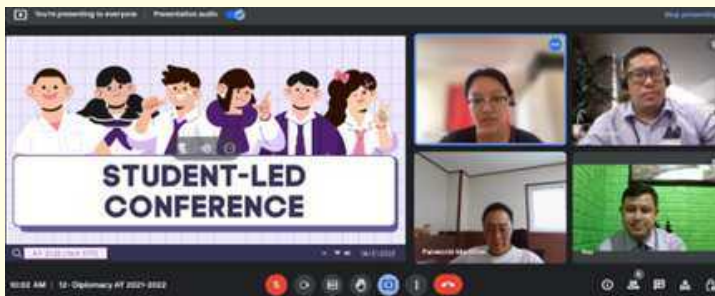 You're presenting to everyone
Presentation audio
Stop presenting
STUDENT-LED
CONFERENCE
10:02 AM | 12- Diplomacy AT 2021-2022